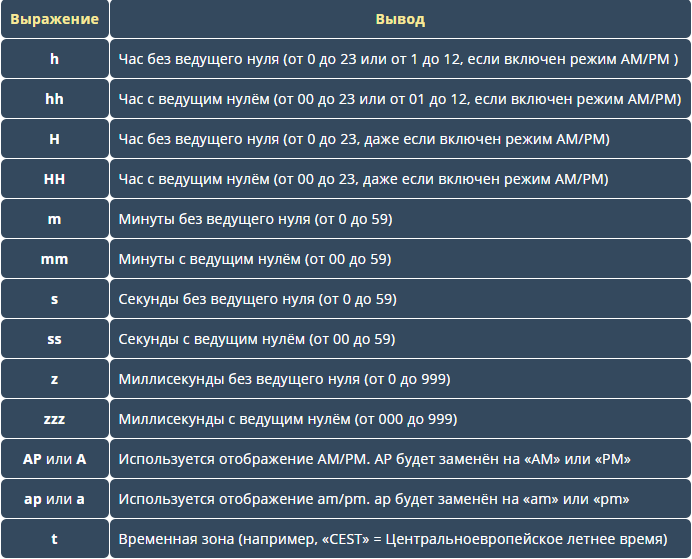 Выражение Вывод
h Час без ведущего нуля (от 0 до 23 или от 1 до 12, если включен режим AM/PM )
hh Час с ведущим нулём (от 00 до 23 или от 01 до 12, если включен режим AM/PM)
H Час без ведущего нуля (от 0 до 23, даже если включен режим AM/PM)
HH Час с ведущим нулём (от 00 до 23, даже если включен режим AM/PM)
m Минуты без ведущего нуля (от 0 до 59)
mm Минуты с ведущим нулём (от 00 до 59)
s Секунды без ведущего нуля (от 0 до 59)
ss Секунды с ведущим нулём (от 00 до 59)
z Миллисекунды без ведущего нуля (от 0 до 999)
zzz Миллисекунды с ведущим нулём (от 000 до 999)
AP или A Используется отображение AM/PM. AP будет заменён на «AM» или «PM»
ap или a Используется отображение am/pm. ap будет заменён на «am» или «pm»
t Временная зона (например, «CEST» = Центральноевропейское летнее время)